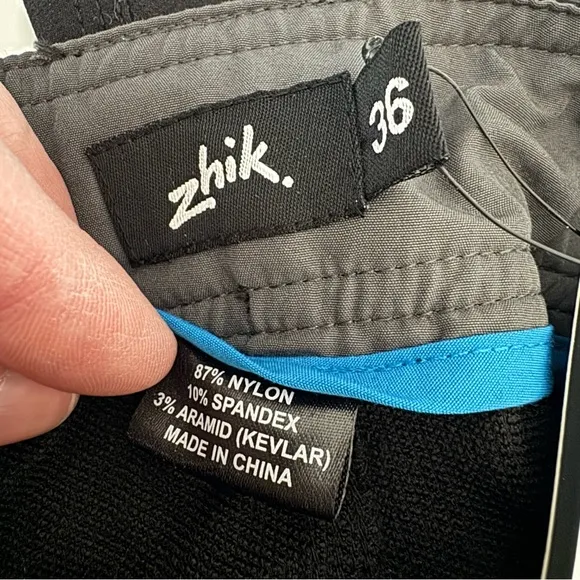 zhik.
36
87% NYLON
10% SPANDEX
3% ARAMID (KEVLAR)
MADE IN CHINA